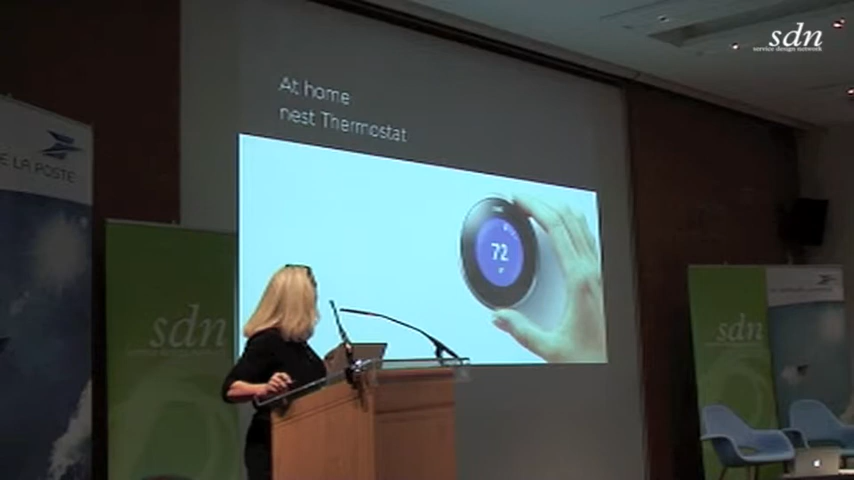 sdn
service design network
At home
nest Thermostat
E LA POSTE
72
sdn
sdn